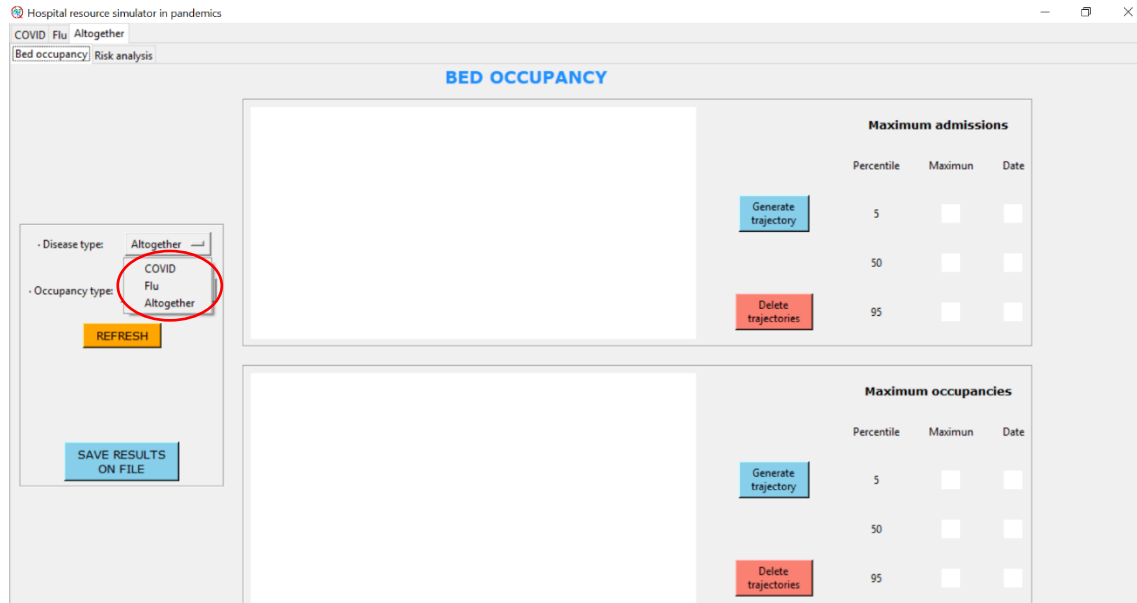 Hospital resource simulator in pandemics
COVID Flu Altogether
Bed occupancy Risk analysis
BED OCCUPANCY
· Disease type: Altogether
COVID
Flu
Altogether
· Occupancy type:
REFRESH
SAVE RESULTS
ON FILE
Generate
trajectory
Delete
trajectories
Maximum admissions
Percentile Maximun Date
5
50
95
Generate
trajectory
Delete
trajectories
Maximum occupancies
Percentile Maximun Date
5
50
95